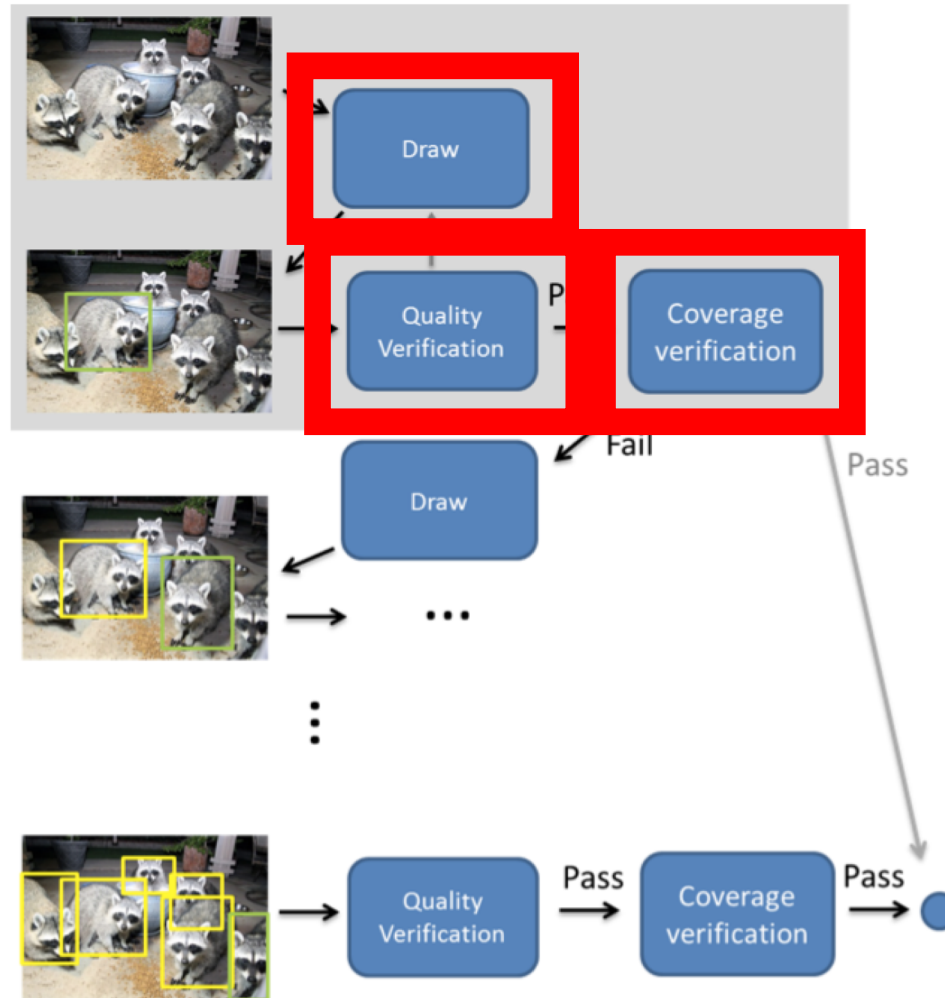 Draw
Quality
Verification
P
Coverage
verification
Fail
Pass
Draw
Quality
Verification
Pass
Coverage
verification
Pass